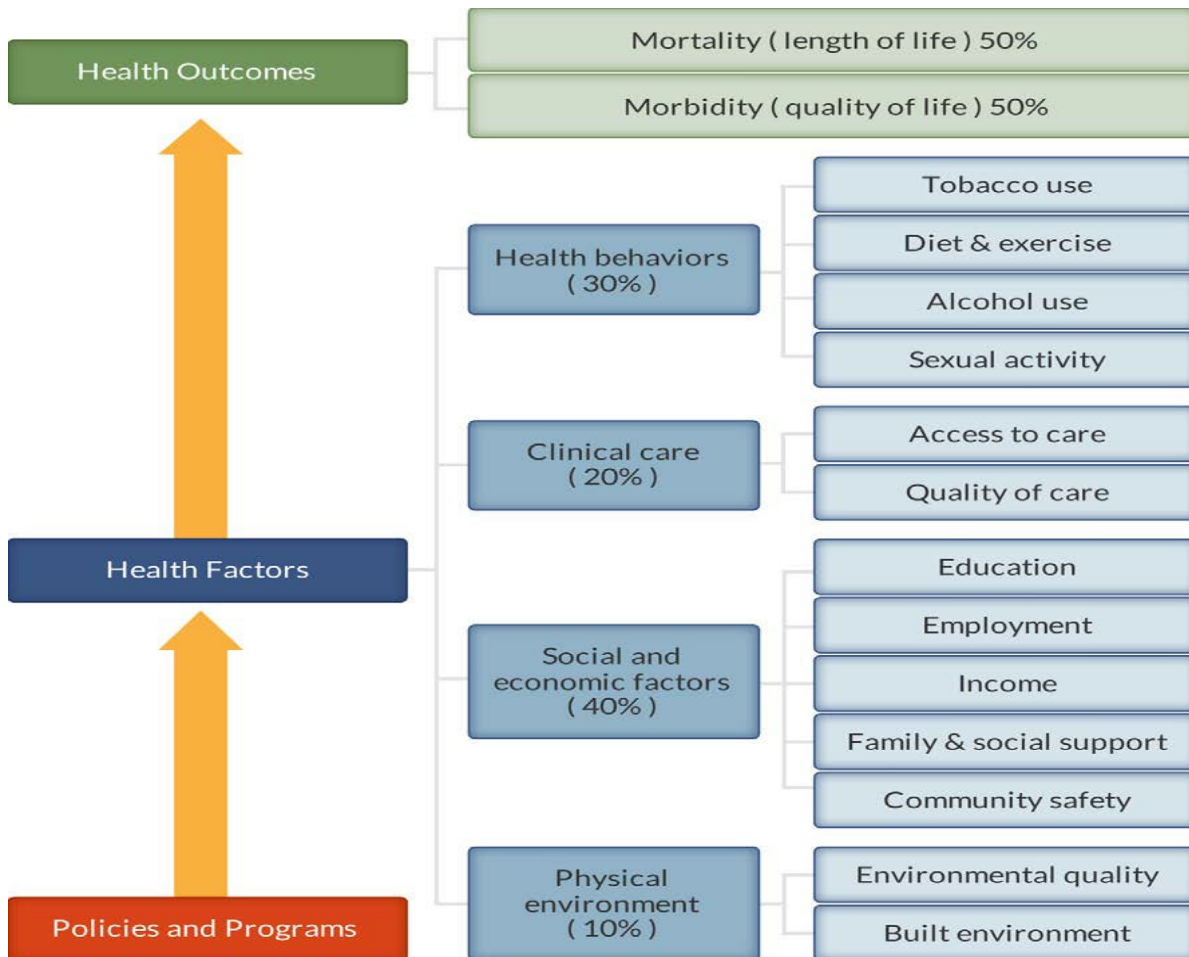 Health Outcomes
Mortality ( length of life ) 50%
Morbidity ( quality of life ) 50%
Health Factors
Health behaviors
( 30% )
Tobacco use
Diet & exercise
Alcohol use
Sexual activity
Clinical care
( 20% )
Access to care
Quality of care
Social and
economic factors
( 40% )
Education
Employment
Income
Family & social support
Community safety
Physical
environment
( 10% )
Environmental quality
Built environment
Policies and Programs